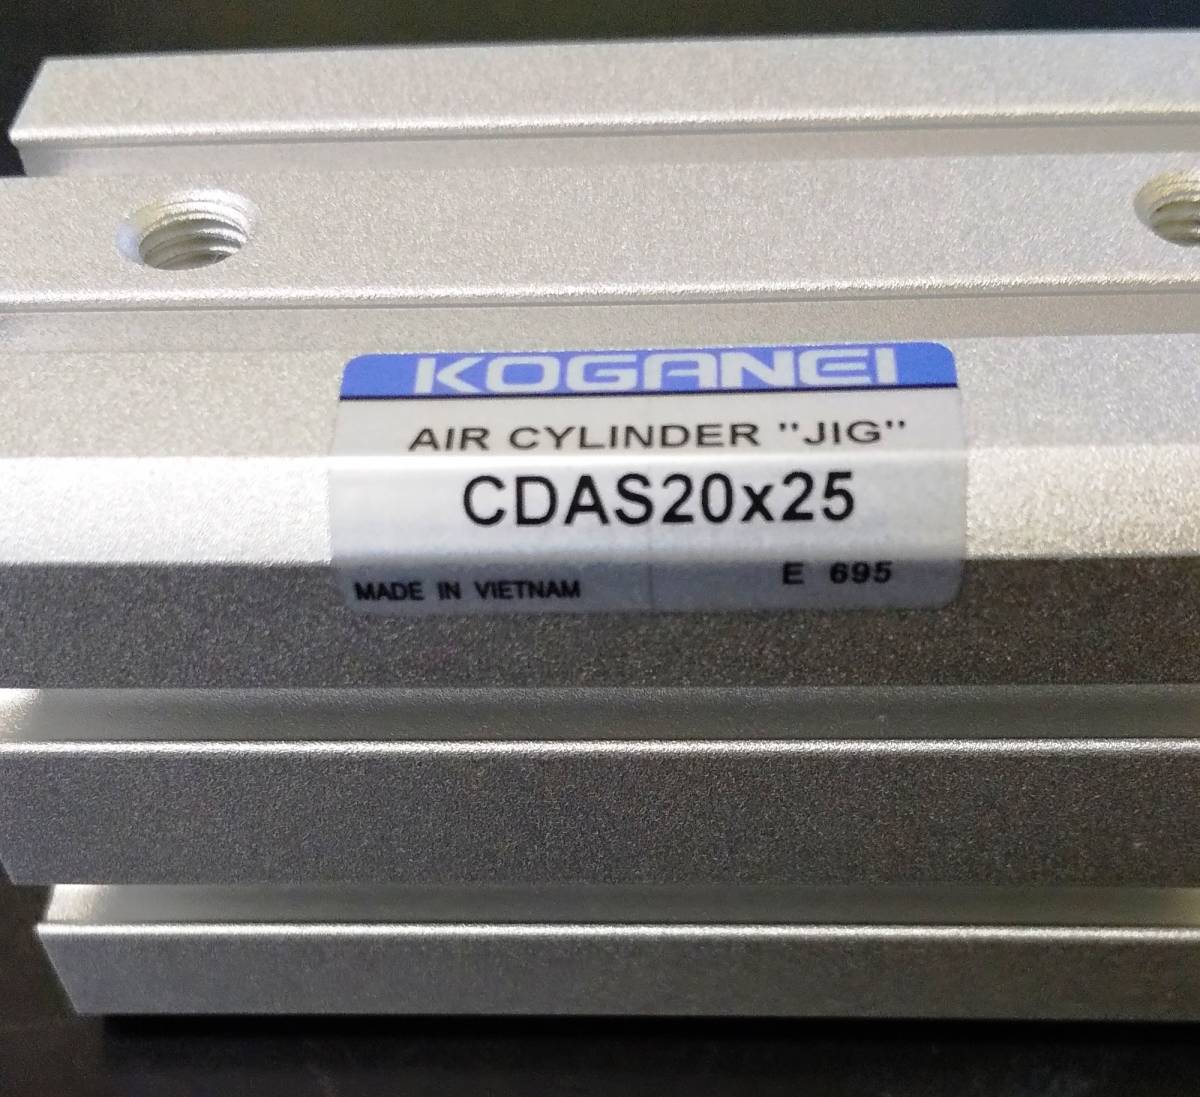 KOGANEI
AIR CYLINDER "JIG"
CDAS20x25
E 695
MADE IN VIETNAM